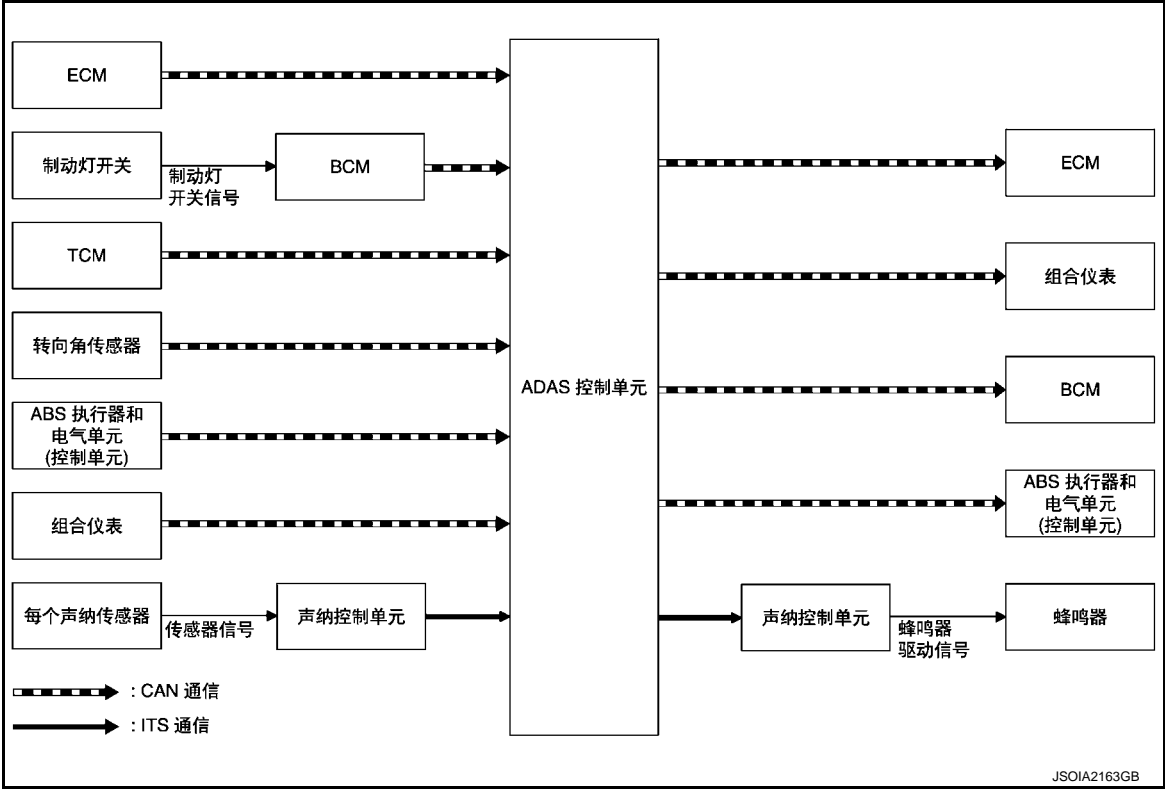 ECM
制动灯开关
制动灯
开关信号
BCM
TCM
转向角传感器
ABS 执行器和
电气单元
(控制单元)
组合仪表
每个声纳传感器
传感器信号
声纳控制单元
ADAS 控制单元
ECM
组合仪表
BCM
ABS 执行器和
电气单元
(控制单元)
声纳控制单元
蜂鸣器
驱动信号
蜂鸣器
: CAN 通信
: ITS 通信
JSOIA2163GB